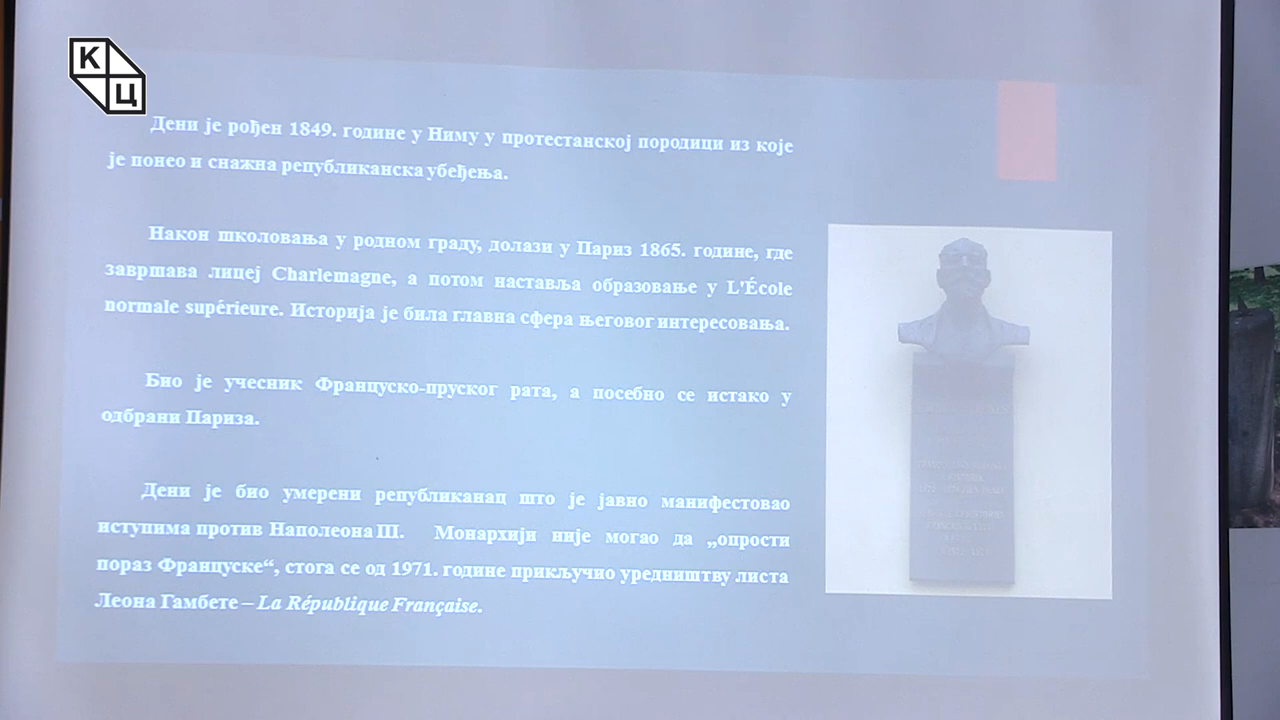 К
Ц
Дени је рођен 1849. године у Ниму у протестанској породици из које
је понео и снажна републиканска убеђења.
Након школовања у родном граду, долази у Париз 1865. године, где
завршава лицеј Charlemagne, а потом наставља образовање у L'École
normale supérieure. Историја је била главна сфера његовог интересовања.
Био је учесник Француско-пруског рата, а посебно се истако у
одбрани Париза.
Дени је био умерени републиканац што је јавно манифестовао
иступима против Наполеона III. Монархији није могао да „опрости
пораз Француске“, стога се од 1971. године прикључио уредништву листа
Леона Гамбете – La République Française.